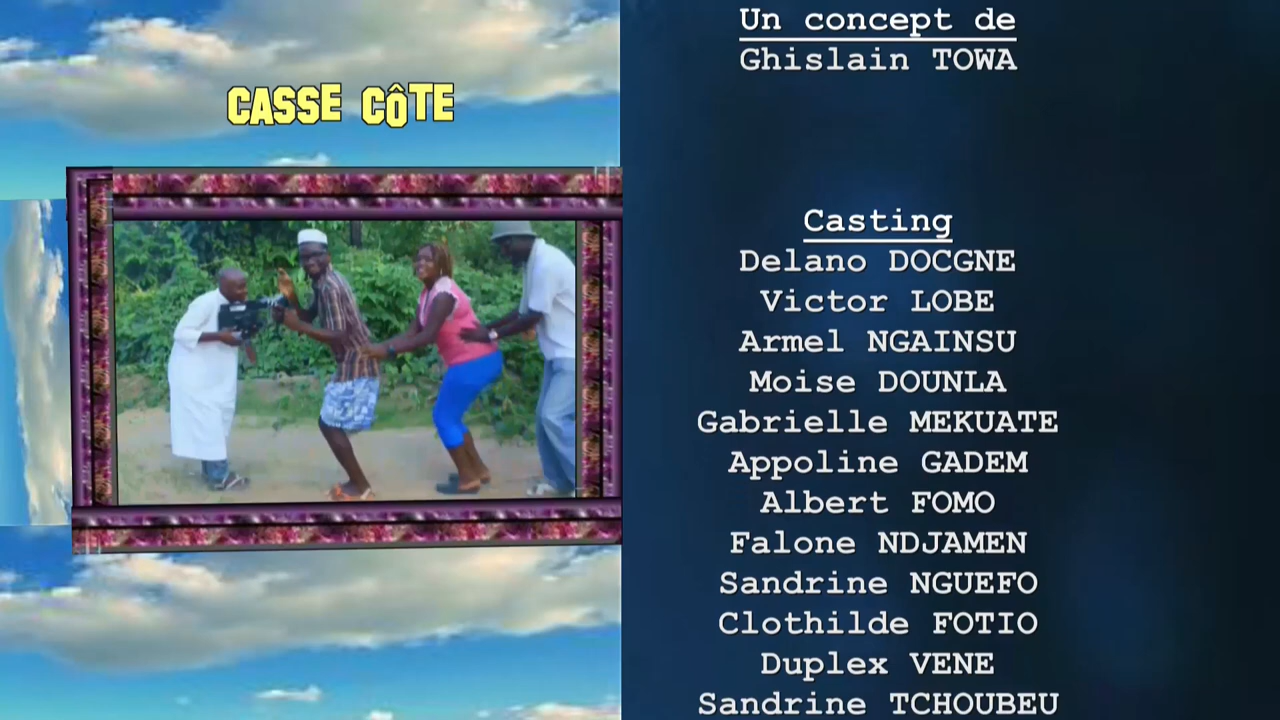 CASSE CÔTE
Un concept de
Ghislain TOWA
Casting
Delano DOCGNE
Victor LOBE
Armel NGAINSU
Moise DOUNLA
Gabrielle MEKUATE
Appoline GADEM
Albert FOMO
Falone NDJAMEN
Sandrine NGUEFO
Clothilde FOTIO
Duplex VENE
Sandrine TCHOUBEU